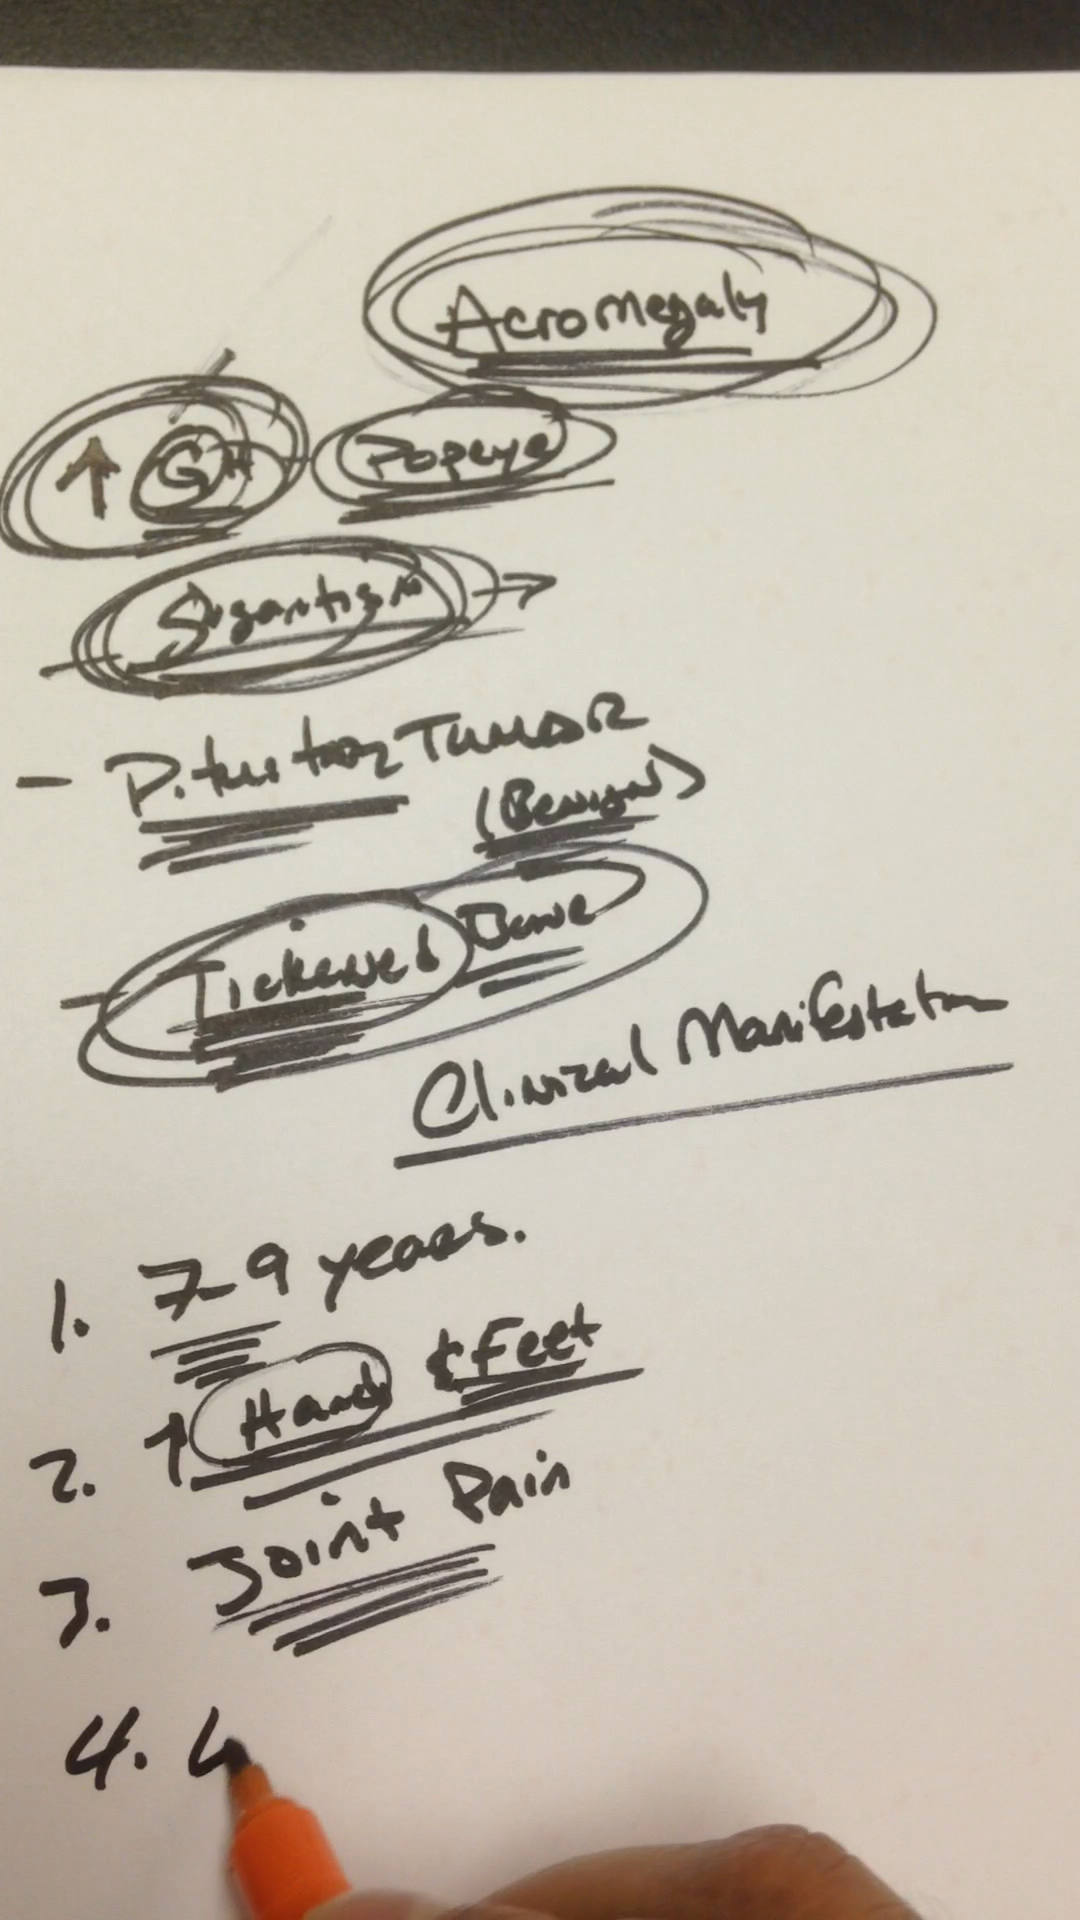 Acromegaly
↑ GH - Popeye
Gigantism →
- Pituitary TUMOR
(Benign)
- Tickened Bone
Clinical Manifestation
1. 7-9 years.
2. ↑ Hand & Feet
3. Joint Pain
4.